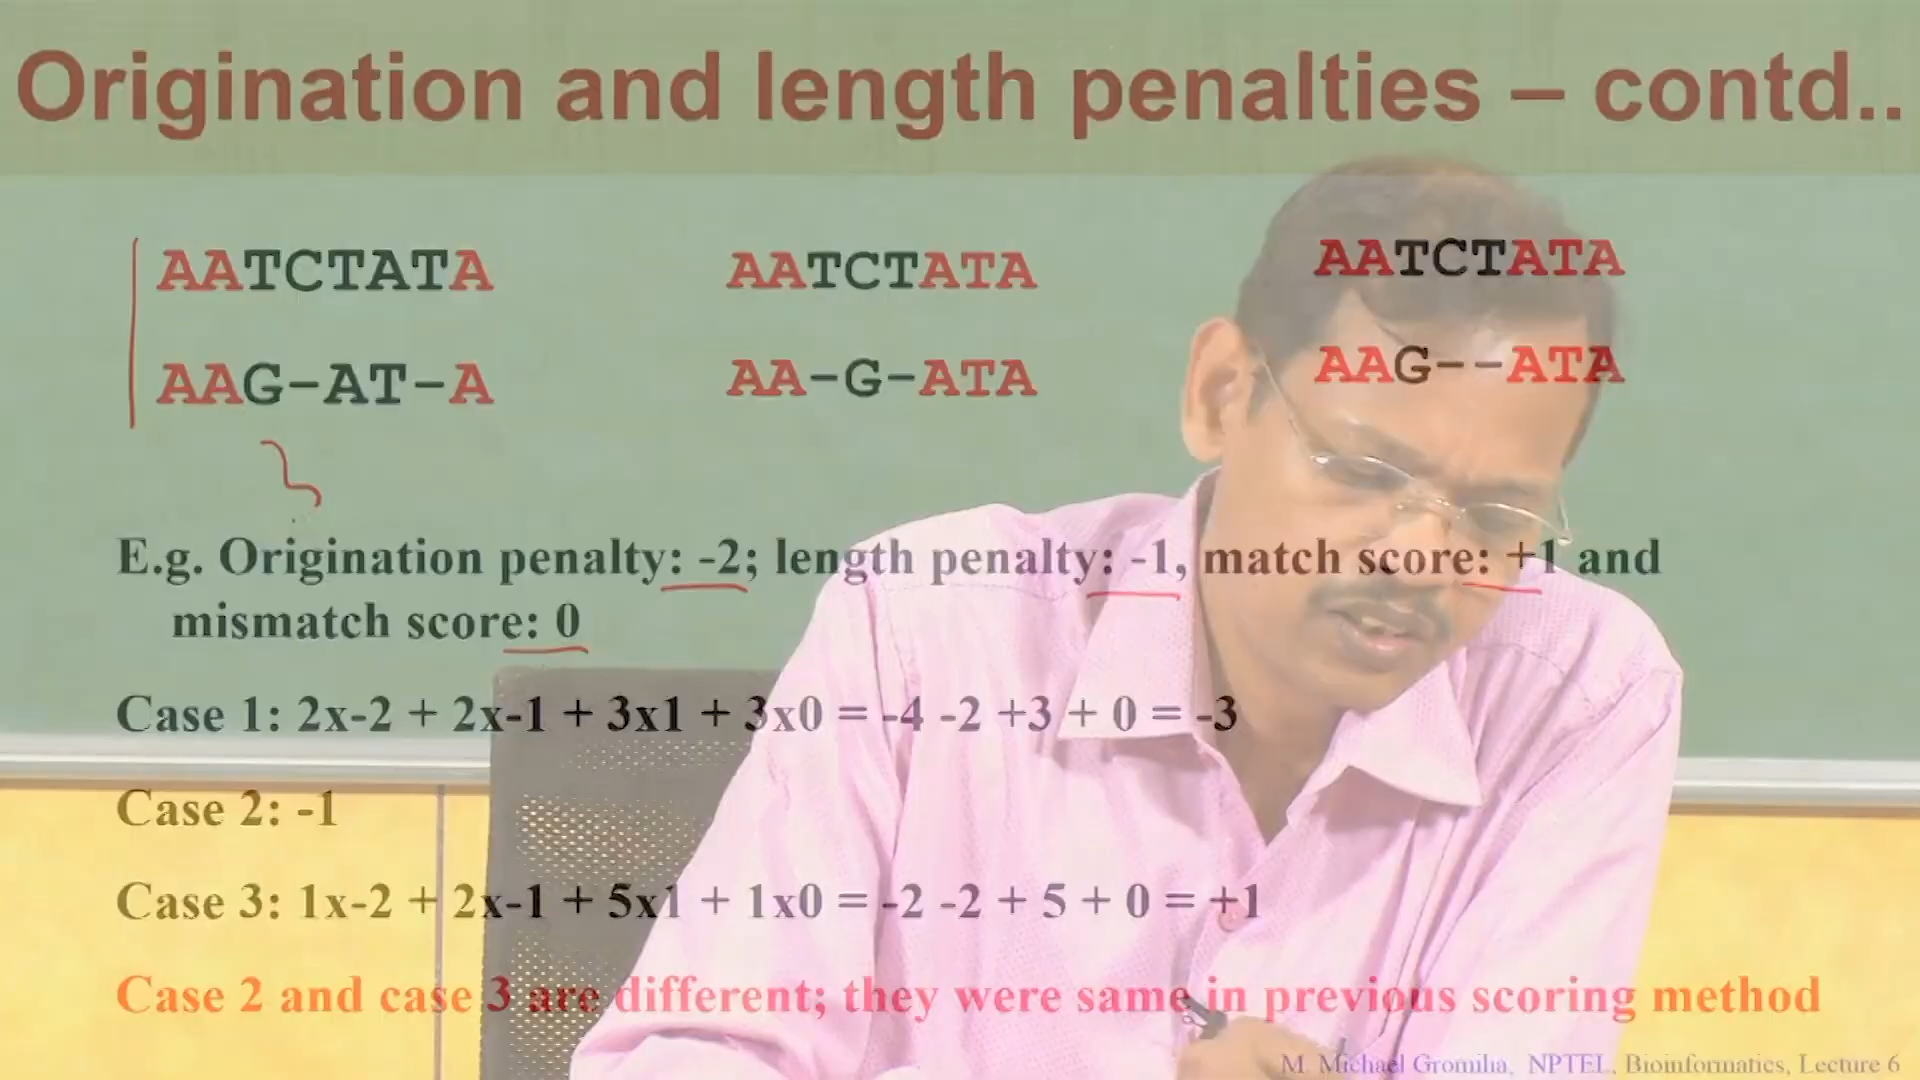 Origination and length penalties – contd..
AATCTATA AATCTATA AATCTATA
AAG-AT-A AA-G-ATA AAG--ATA
E.g. Origination penalty: -2; length penalty: -1, match score: +1 and
mismatch score: 0
Case 1: 2x-2 + 2x-1 + 3x1 + 3x0 = -4 -2 +3 + 0 = -3
Case 2: -1
Case 3: 1x-2 + 2x-1 + 5x1 + 1x0 = -2 -2 + 5 + 0 = +1
Case 2 and case 3 are different; they were same in previous scoring method
M. Michael Gromiha, NPTEL, Bioinformatics, Lecture 6